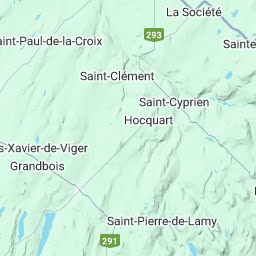 La Société
293
aint-Paul-de-la-Croix
Sainte
Saint-Clément
Saint-Cyprien
Hocquart
s-Xavier-de-Viger
Grandbois
Saint-Pierre-de-Lamy
291